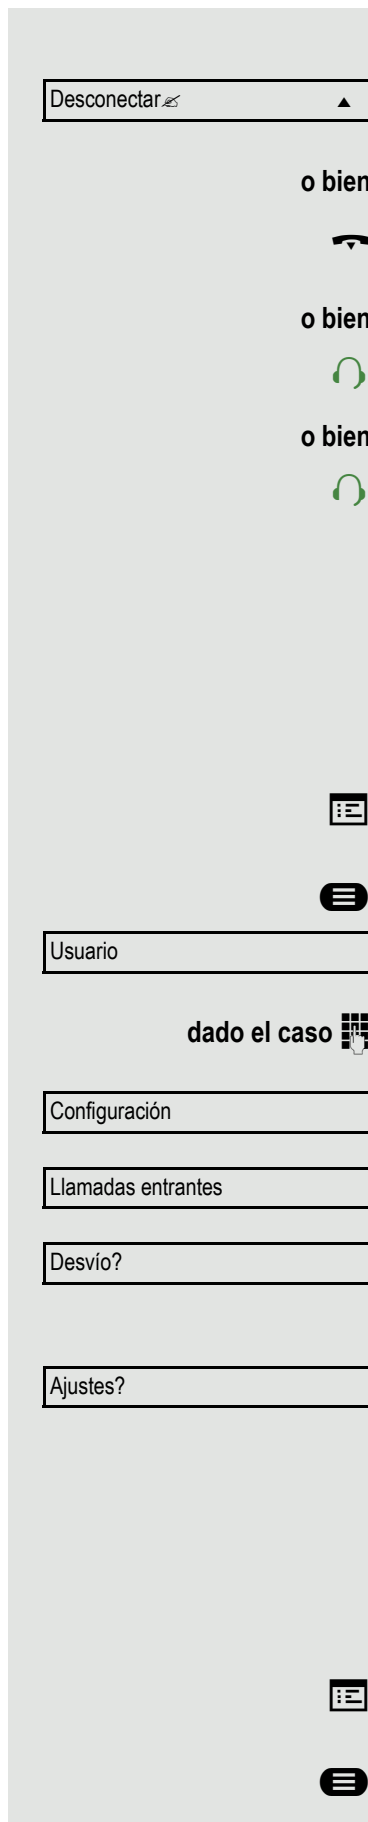 Desconectar
o bien
o bien
o bien
Usuario
dado el caso
Configuración
Llamadas entrantes
Desvío?
Ajustes?